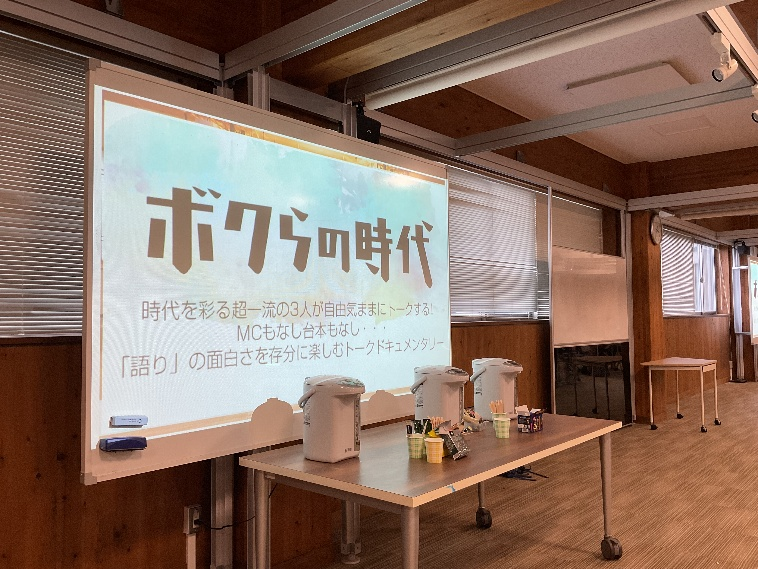 ボクらの時代
時代を彩る超一流の3人が自由気ままにトークする!
MCもなし台本もなし・・・
「語り」の面白さを存分に楽しむトークドキュメンタリー